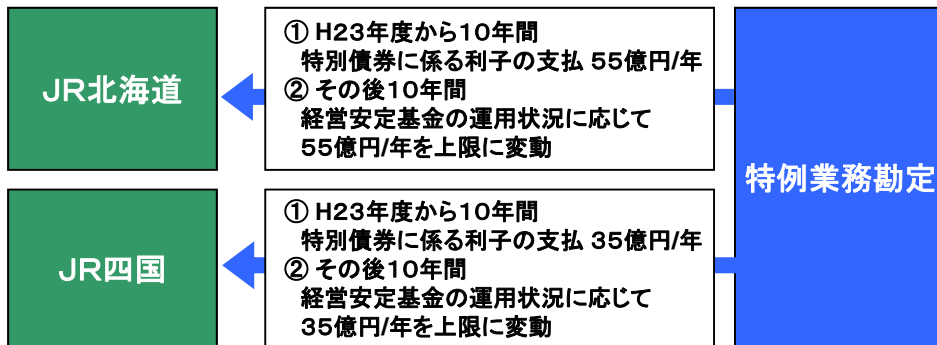 JR北海道
① H23年度から10年間
特別債券に係る利子の支払 55億円/年
② その後10年間
経営安定基金の運用状況に応じて
55億円/年を上限に変動
特例業務勘定
JR四国
① H23年度から10年間
特別債券に係る利子の支払 35億円/年
② その後10年間
経営安定基金の運用状況に応じて
35億円/年を上限に変動